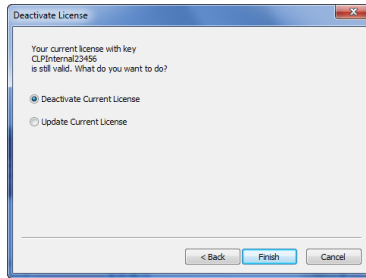 Deactivate License
Your current license with key
CLPInternal23456
is still valid. What do you want to do?
Deactivate Current License
Update Current License
< Back
Finish
Cancel